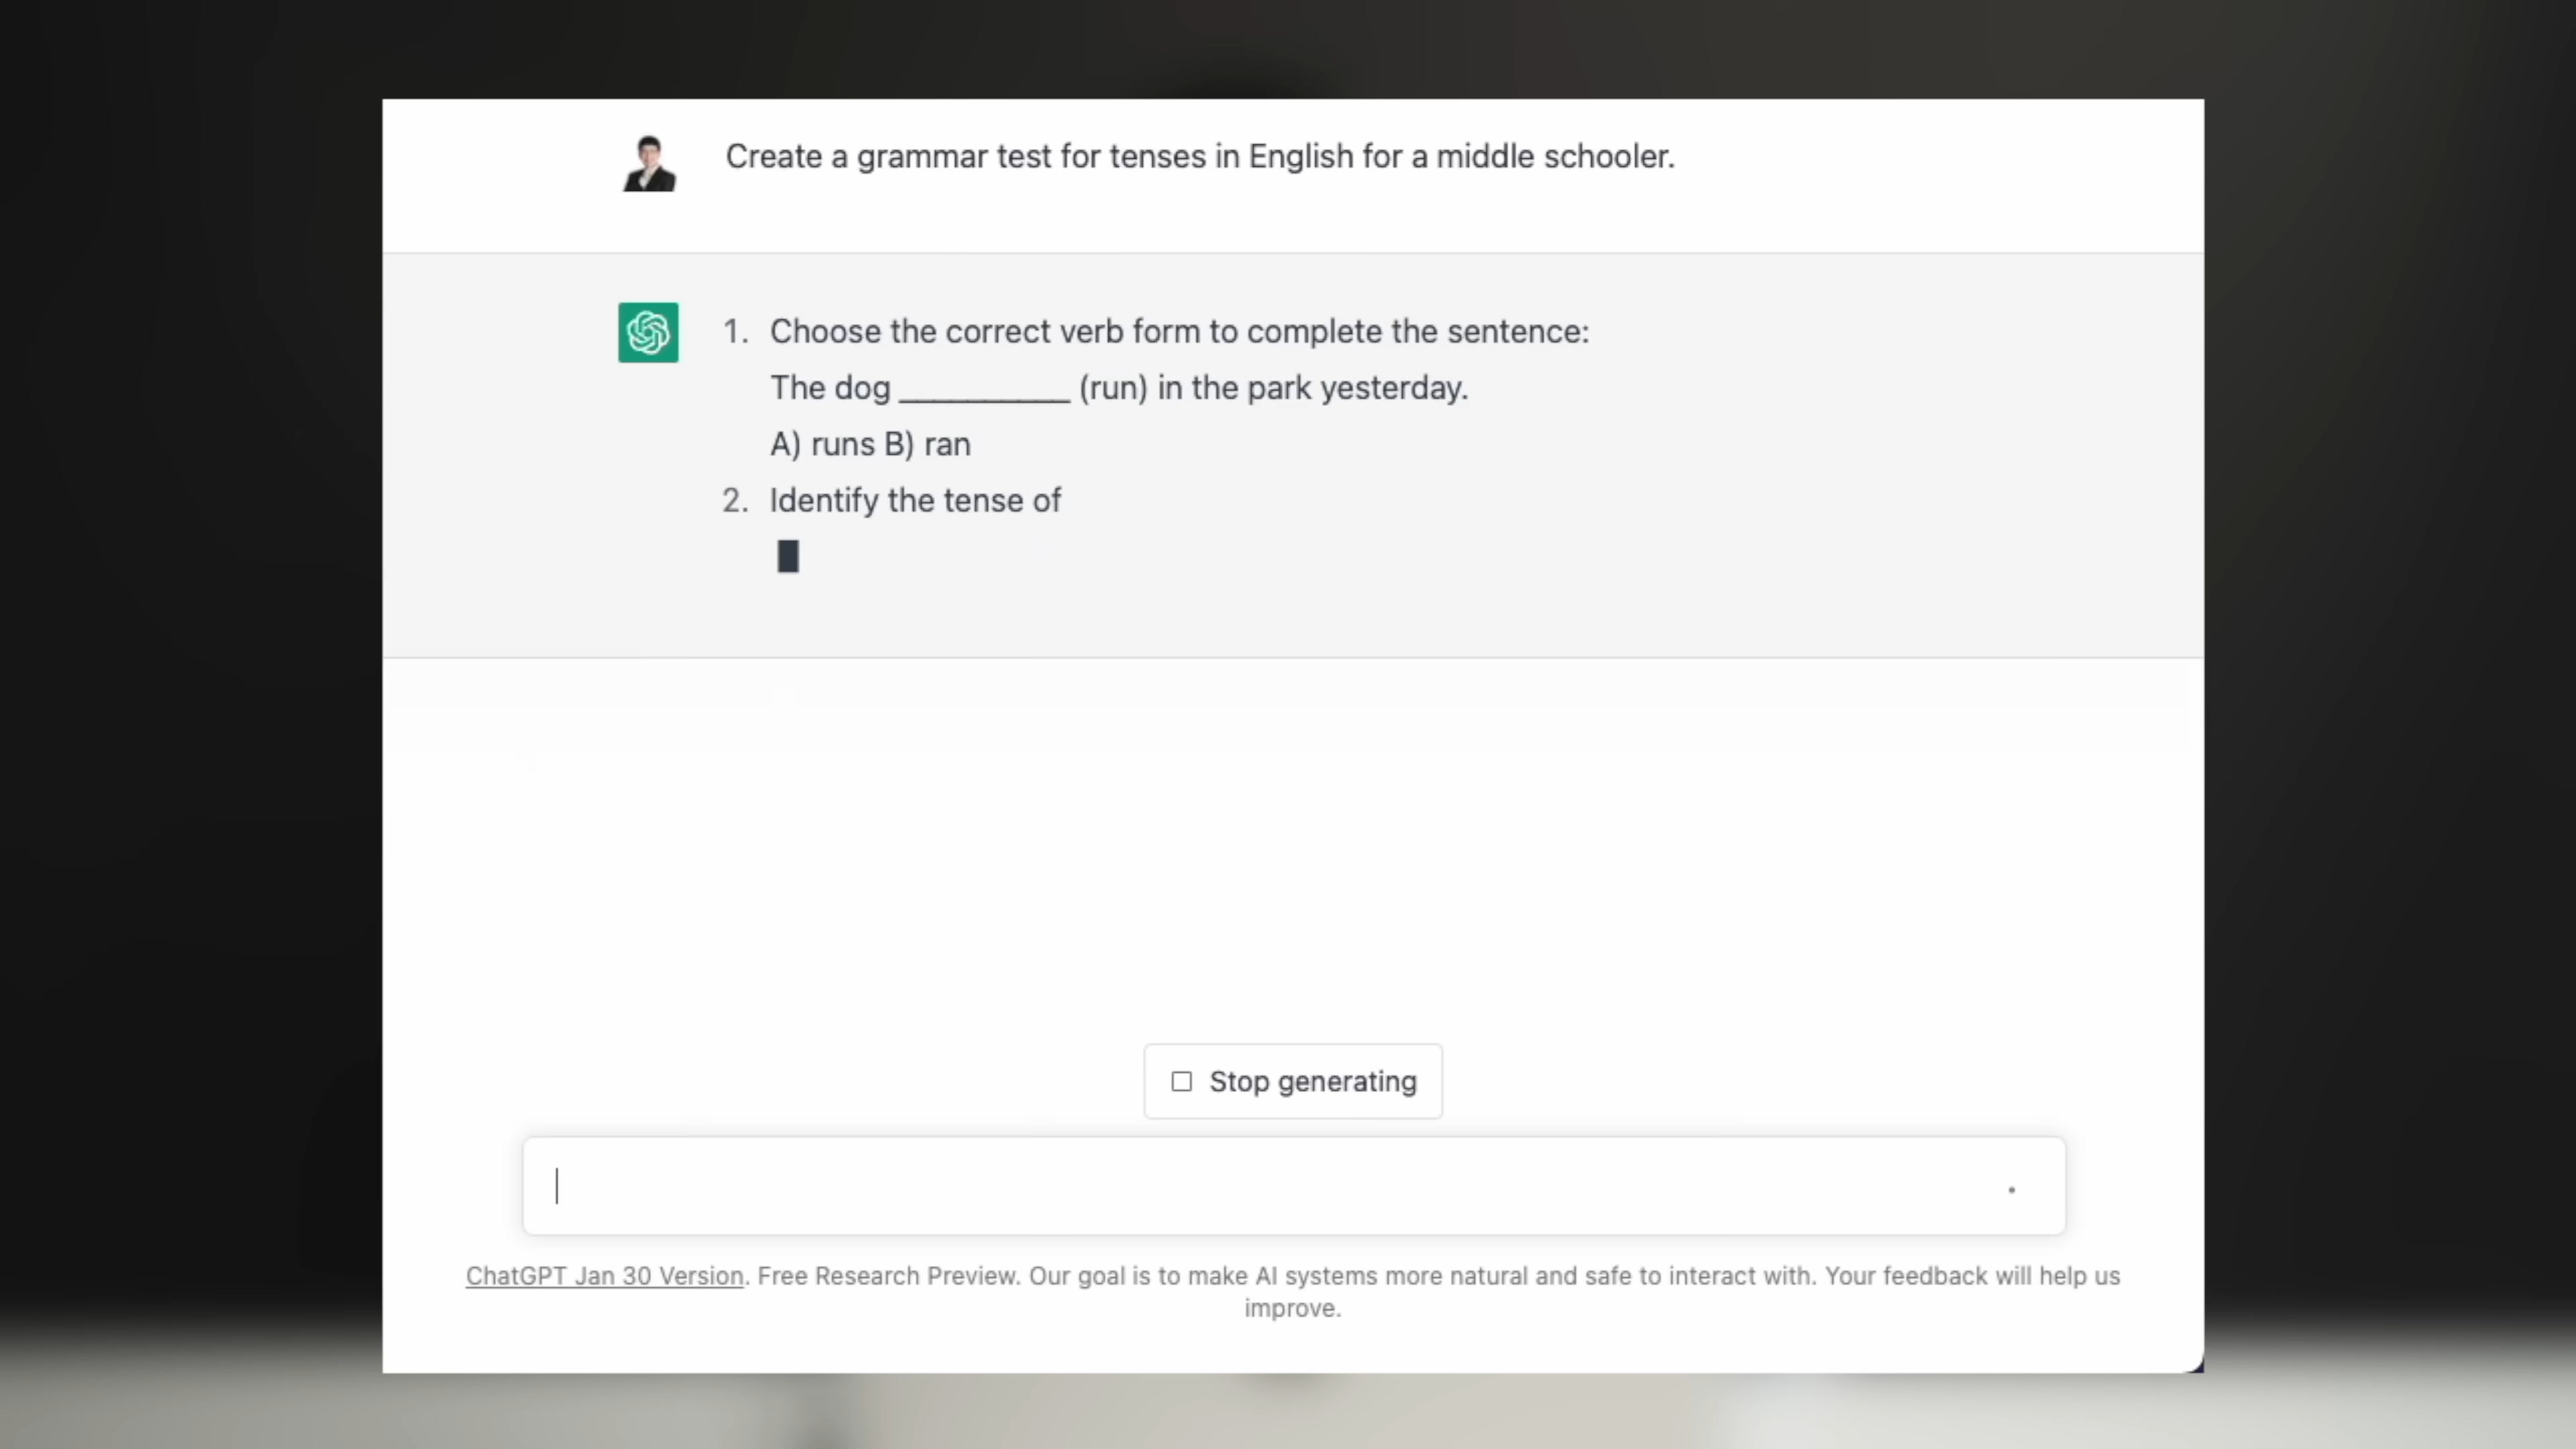 Create a grammar test for tenses in English for a middle schooler.
1. Choose the correct verb form to complete the sentence:
The dog __________ (run) in the park yesterday.
A) runs B) ran
2. Identify the tense of
Stop generating
ChatGPT Jan 30 Version. Free Research Preview. Our goal is to make AI systems more natural and safe to interact with. Your feedback will help us
improve.